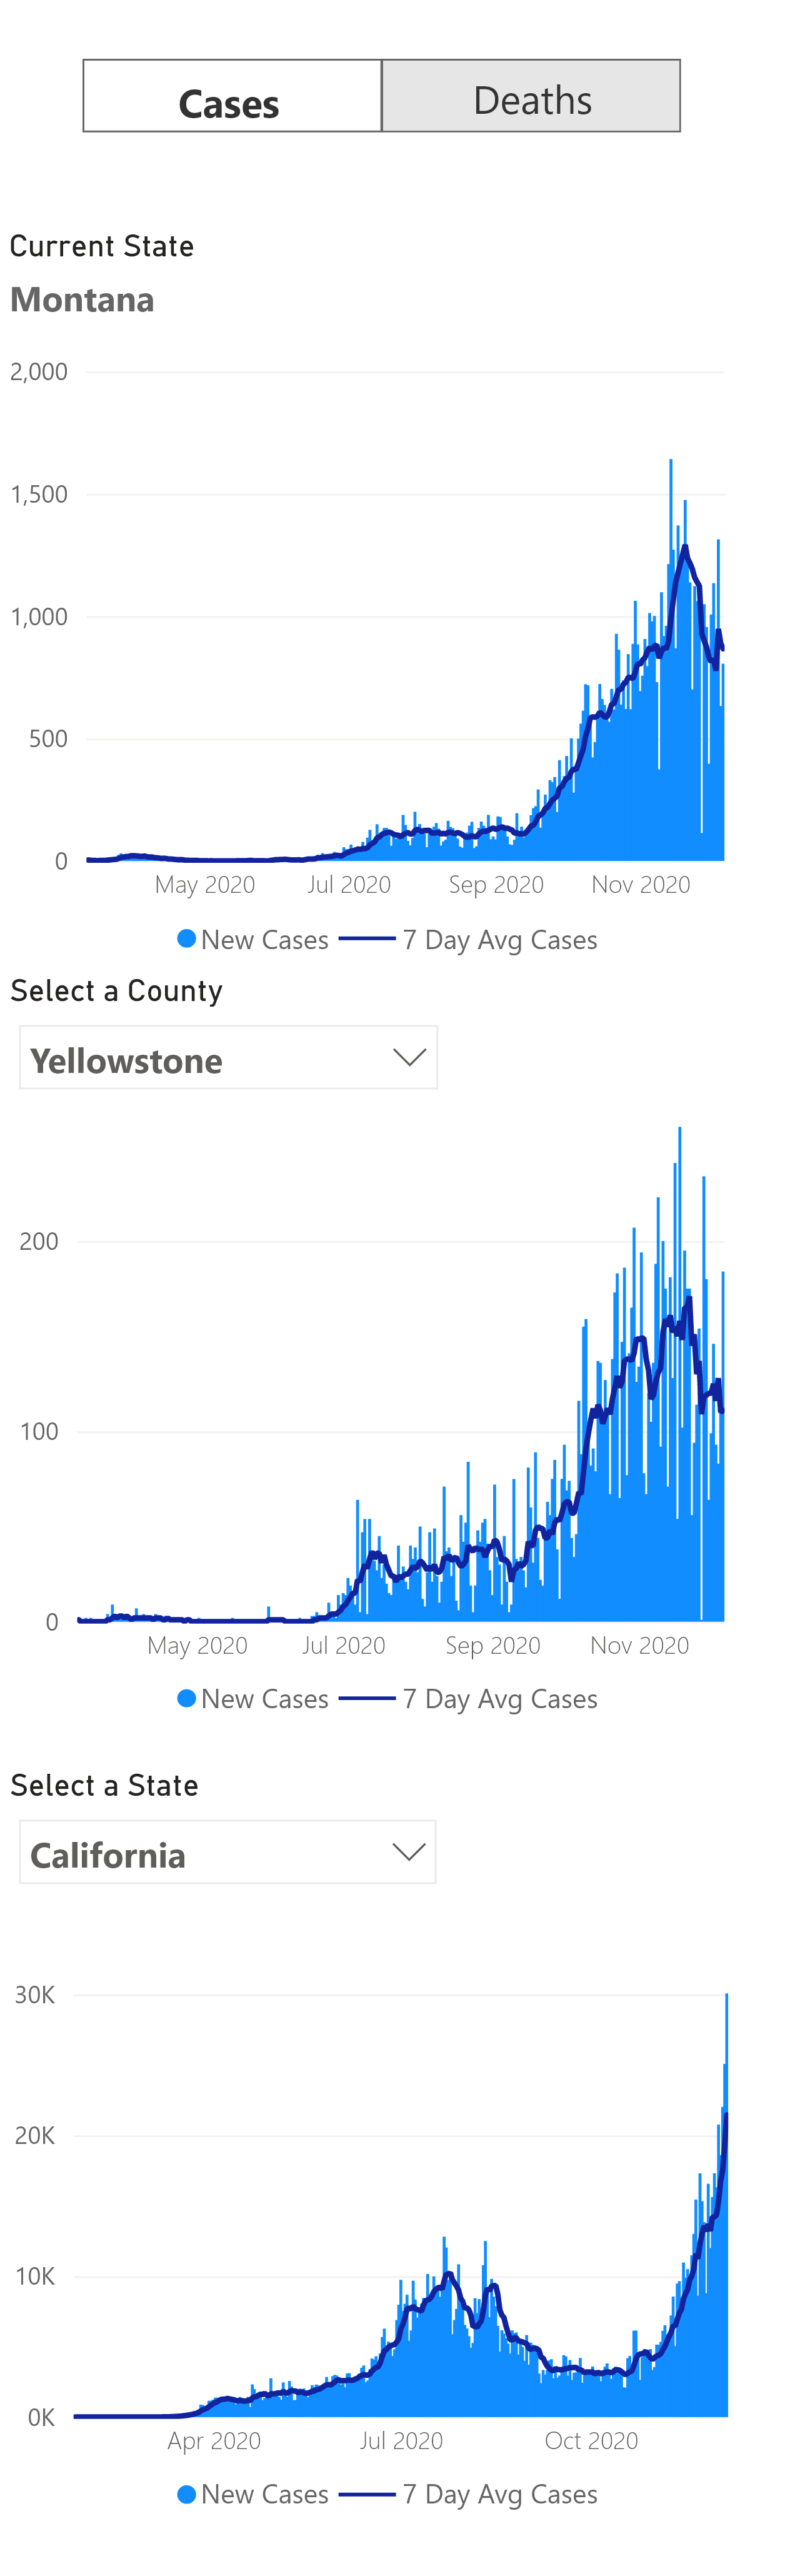 Cases Deaths
Current State
Montana
2,000
1,500
1,000
500
0
May 2020 Jul 2020 Sep 2020 Nov 2020
New Cases 7 Day Avg Cases
Select a County
Yellowstone
200
100
0
May 2020 Jul 2020 Sep 2020 Nov 2020
New Cases 7 Day Avg Cases
Select a State
California
30K
20K
10K
0K
Apr 2020 Jul 2020 Oct 2020
New Cases 7 Day Avg Cases